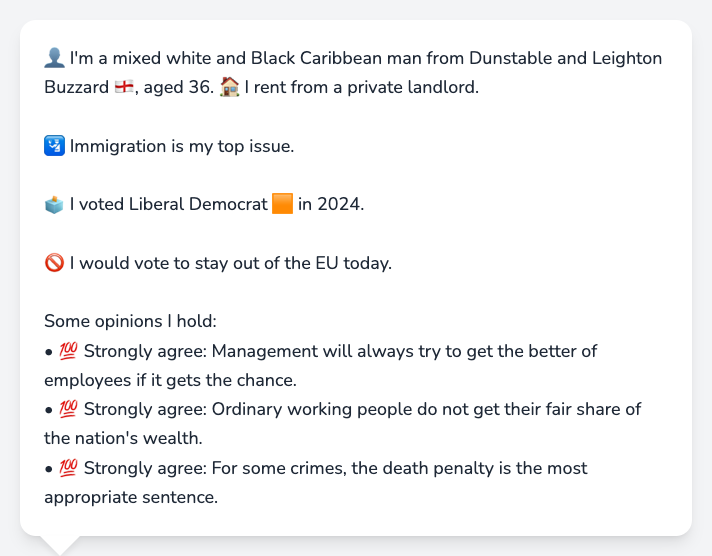 👤 I'm a mixed white and Black Caribbean man from Dunstable and Leighton
Buzzard 🏴󠁧󠁢󠁥󠁮󠁧󠁿, aged 36. 🏠 I rent from a private landlord.
🛂 Immigration is my top issue.
🗳️ I voted Liberal Democrat 🟧 in 2024.
🚫 I would vote to stay out of the EU today.
Some opinions I hold:
• 💯 Strongly agree: Management will always try to get the better of
employees if it gets the chance.
• 💯 Strongly agree: Ordinary working people do not get their fair share of
the nation's wealth.
• 💯 Strongly agree: For some crimes, the death penalty is the most
appropriate sentence.